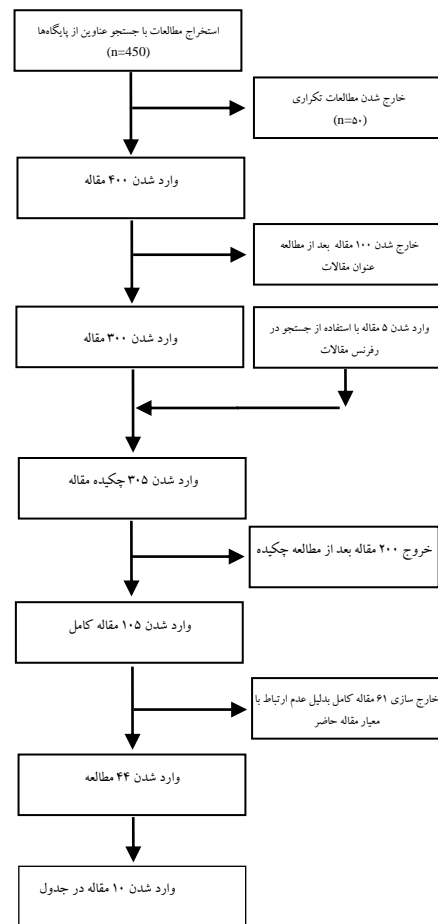 استخراج مطالعات با جستجو عناوین از پایگاه‌ها
(n=450)
خارج شدن مطالعات تکراری
(n=۵۰)
وارد شدن ۴۰۰ مقاله
خارج شدن ۱۰۰ مقاله بعد از مطالعه
عنوان مقالات
وارد شدن ۳۰۰ مقاله
وارد شدن ۵ مقاله با استفاده از جستجو در
رفرنس مقالات
وارد شدن ۳۰۵ چکیده مقاله
خروج ۲۰۰ مقاله بعد از مطالعه چکیده
وارد شدن ۱۰۵ مقاله کامل
خارج سازی ۶۱ مقاله کامل بدلیل عدم ارتباط با
معیار مقاله حاضر
وارد شدن ۴۴ مطالعه
وارد شدن ۱۰ مقاله در جدول